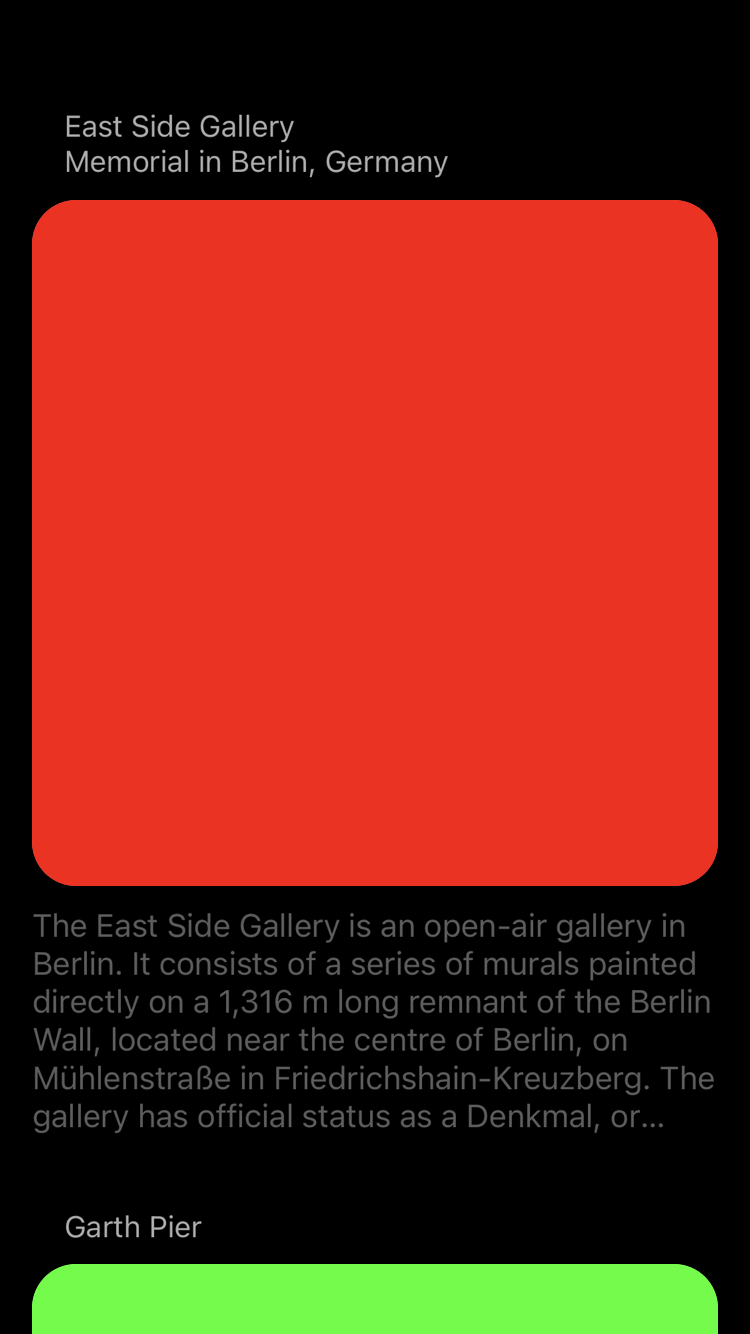 East Side Gallery
Memorial in Berlin, Germany
The East Side Gallery is an open-air gallery in
Berlin. It consists of a series of murals painted
directly on a 1,316 m long remnant of the Berlin
Wall, located near the centre of Berlin, on
Mühlenstraße in Friedrichshain-Kreuzberg. The
gallery has official status as a Denkmal, or...
Garth Pier